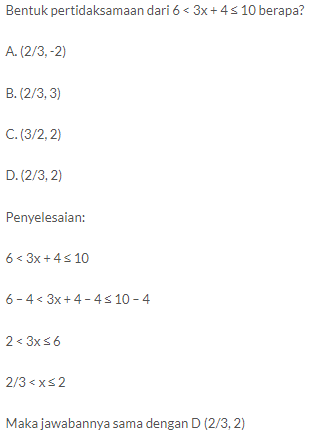 Bentuk pertidaksamaan dari 6 < 3x + 4 ≤ 10 berapa?
A. (2/3, -2)
B. (2/3, 3)
C. (3/2, 2)
D. (2/3, 2)
Penyelesaian:
6 < 3x + 4 ≤ 10
6 – 4 < 3x + 4 – 4 ≤ 10 – 4
2 < 3x ≤ 6
2/3 < x ≤ 2
Maka jawabannya sama dengan D (2/3, 2)